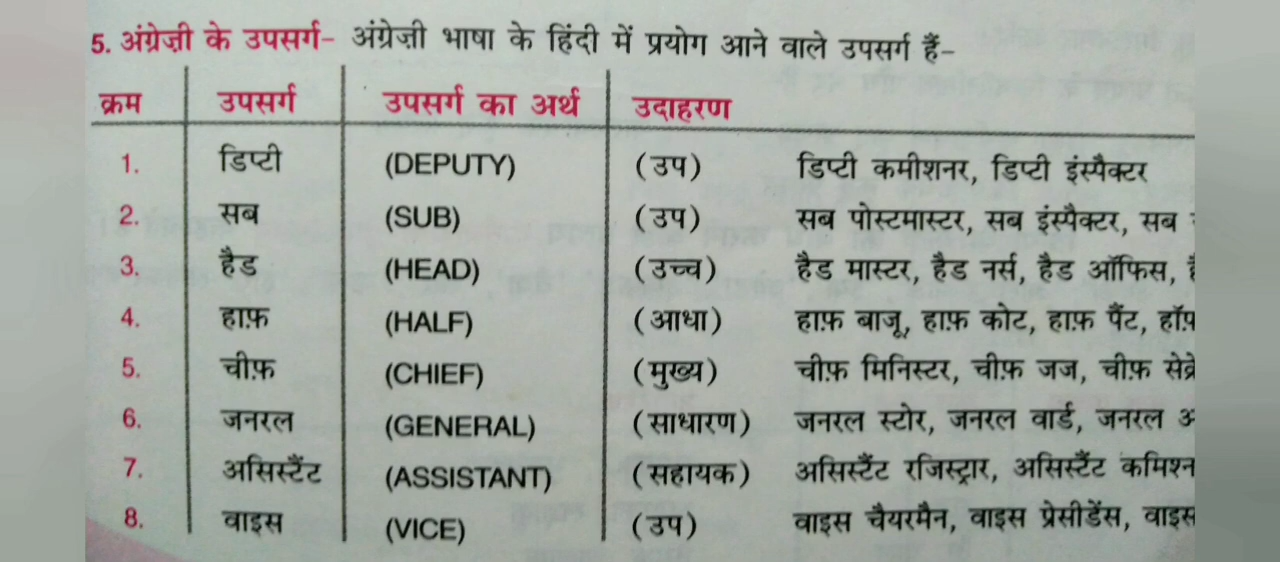 5. अंग्रेज़ी के उपसर्ग- अंग्रेज़ी भाषा के हिंदी में प्रयोग आने वाले उपसर्ग हैं-
क्रम उपसर्ग उपसर्ग का अर्थ उदाहरण
1. डिप्टी (DEPUTY) (उप) डिप्टी कमीशनर, डिप्टी इंस्पैक्टर
2. सब (SUB) (उप) सब पोस्टमास्टर, सब इंस्पैक्टर, सब
3. हैड (HEAD) (उच्च) हैड मास्टर, हैड नर्स, हैड ऑफिस,
4. हाफ़ (HALF) (आधा) हाफ़ बाजू, हाफ़ कोट, हाफ़ पैंट, हॉफ़
5. चीफ़ (CHIEF) (मुख्य) चीफ़ मिनिस्टर, चीफ़ जज, चीफ़
6. जनरल (GENERAL) (साधारण) जनरल स्टोर, जनरल वार्ड, जनरल
7. असिस्टैंट (ASSISTANT) (सहायक) असिस्टैंट रजिस्ट्रार, असिस्टैंट
8. वाइस (VICE) (उप) वाइस चैयरमैन, वाइस प्रेसीडेंस, वाइस